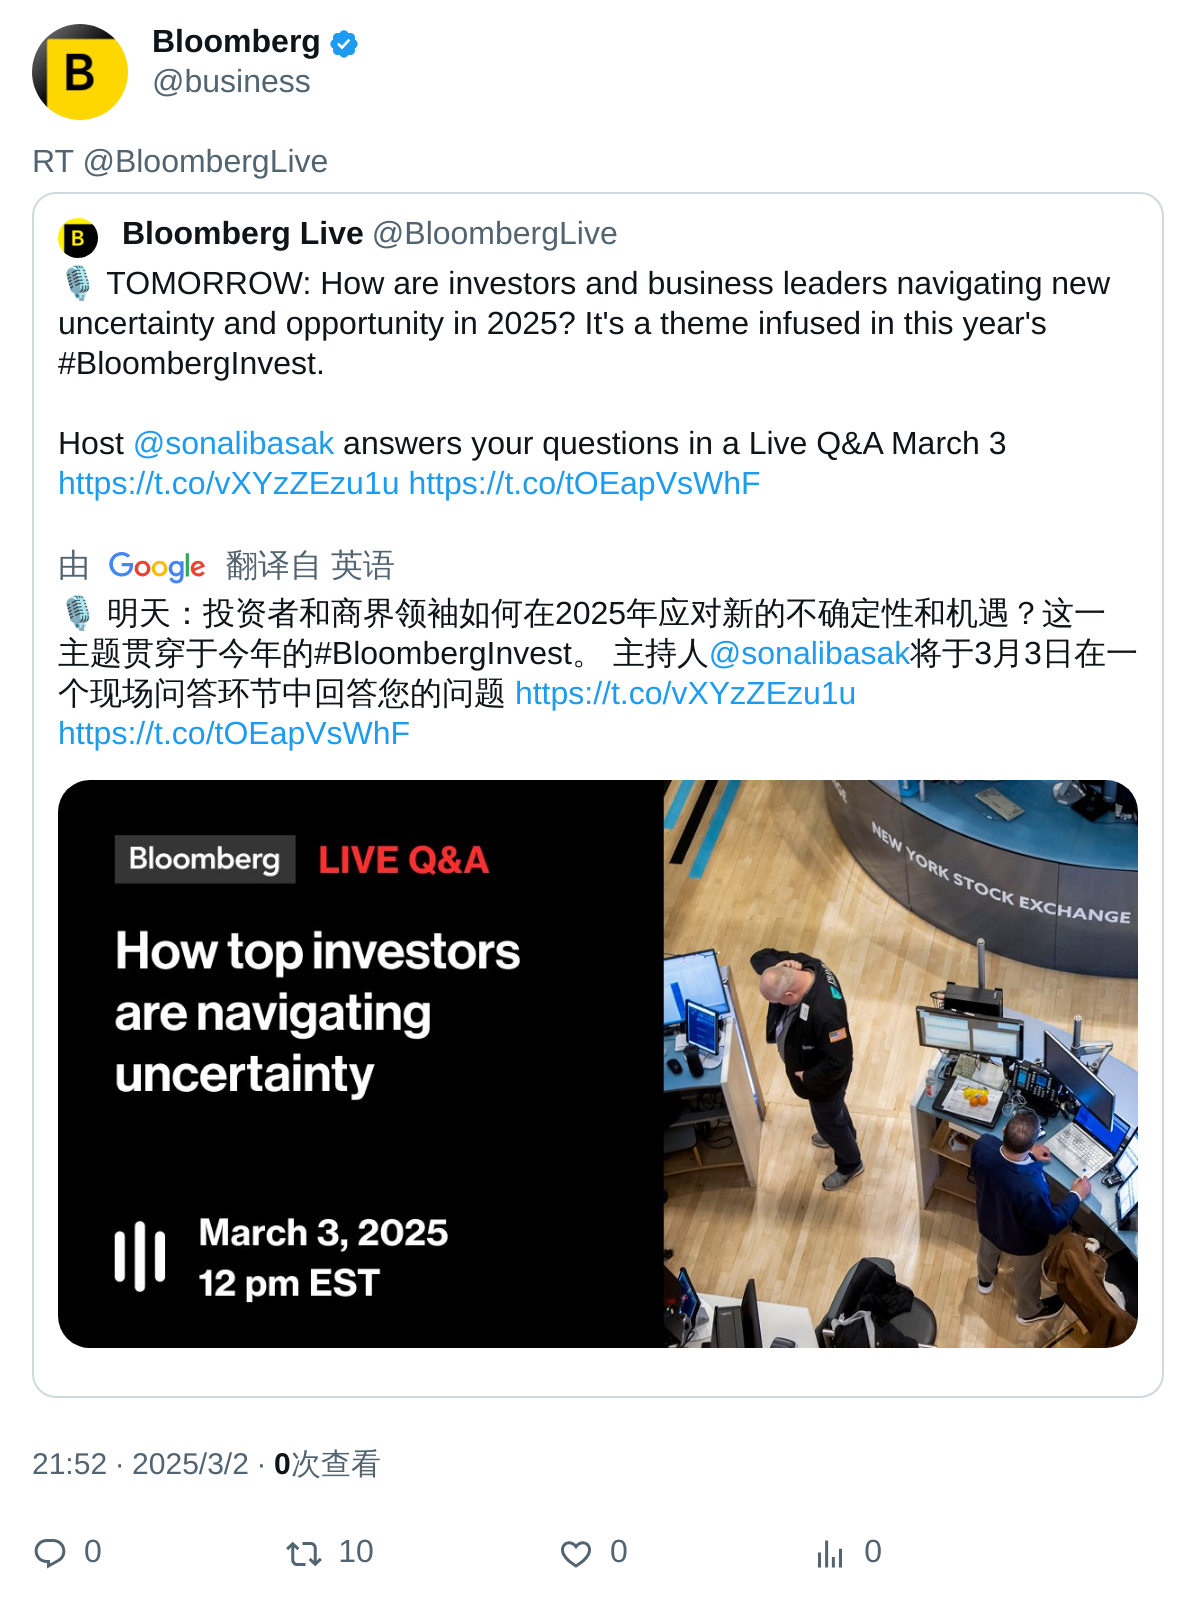 B
Bloomberg
@business
RT @BloombergLive
B
Bloomberg Live @BloombergLive
🎙️ TOMORROW: How are investors and business leaders navigating new
uncertainty and opportunity in 2025? It's a theme infused in this year's
#BloombergInvest.
Host @sonalibasak answers your questions in a Live Q&A March 3
https://t.co/vXYzZEzu1u https://t.co/tOEapVsWhF
由 Google 翻译自 英语
🎙️ 明天：投资者和商界领袖如何在2025年应对新的不确定性和机遇？这一
主题贯穿于今年的#BloombergInvest。 主持人@sonalibasak将于3月3日在一
个现场问答环节中回答您的问题 https://t.co/vXYzZEzu1u
https://t.co/tOEapVsWhF
Bloomberg LIVE Q&A
How top investors
are navigating
uncertainty
March 3, 2025
12 pm EST
NEW YORK STOCK EXCHANGE
21:52 · 2025/3/2 · 0次查看
0 10 0 0